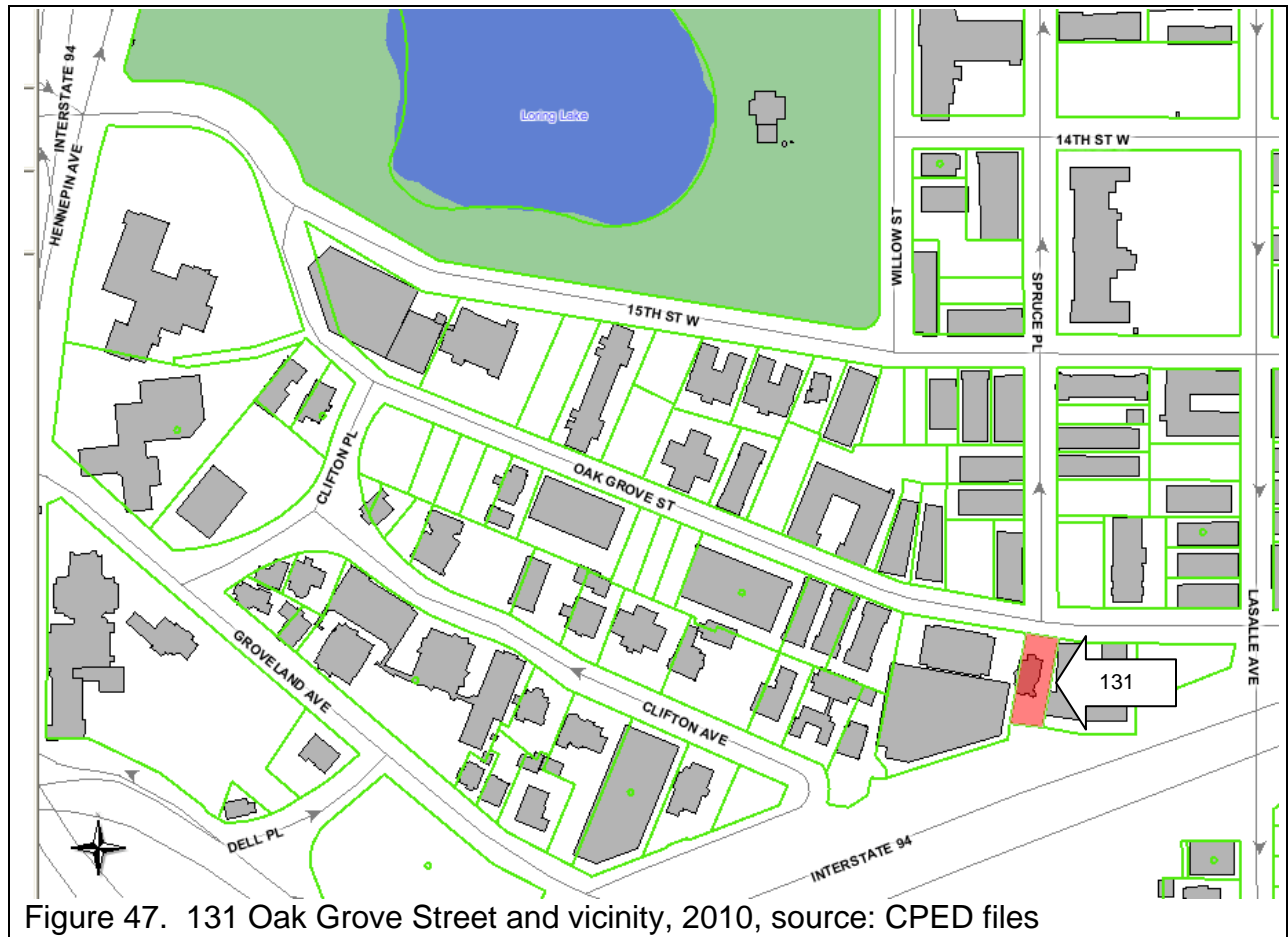 INTERSTATE 94
HENNEPIN AVE
Loring Lake
14TH ST W
WILLOW ST
SPRUCE PL
15TH ST W
CLIFTON PL
OAK GROVE ST
LASALLE AVE
GROVELAND AVE
CLIFTON AVE
131
DELL PL
INTERSTATE 94
Figure 47. 131 Oak Grove Street and vicinity, 2010, source: CPED files